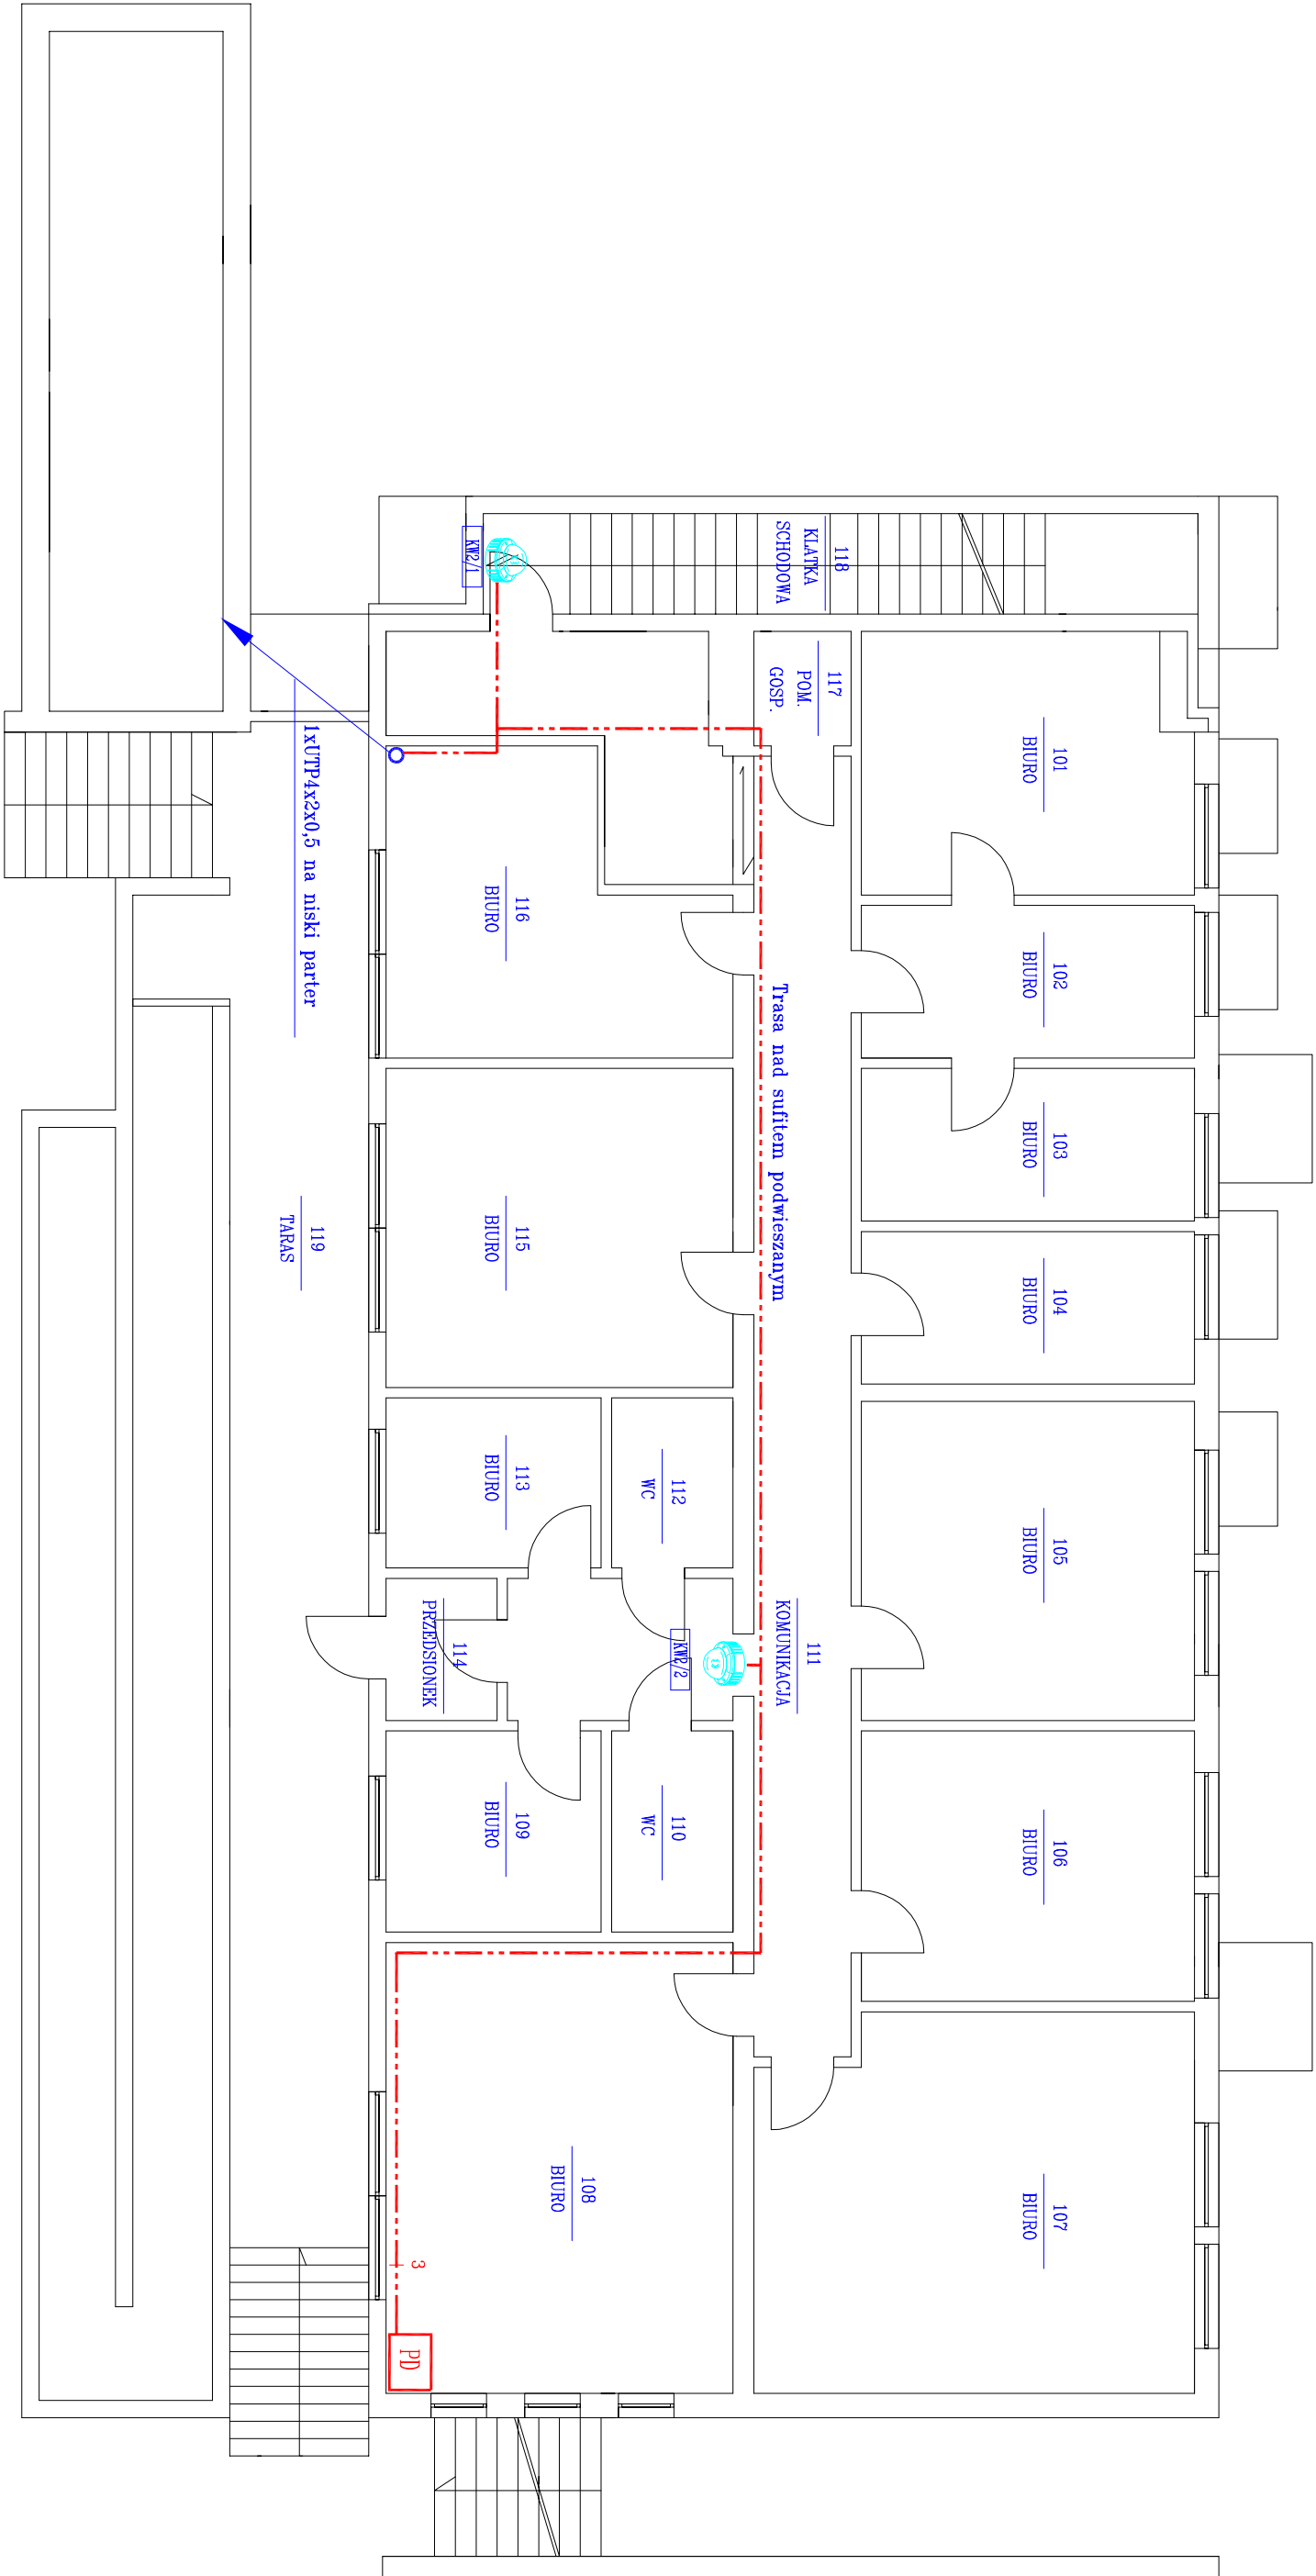 101
BIURO
102
BIURO
103
BIURO
104
BIURO
105
BIURO
106
BIURO
107
BIURO
118
KLATKA
SCHODOWA
117
POM.
GOSP.
Trasa nad sufitem podwieszanym
111
KOMUNIKACJA
KW2/1
116
BIURO
115
BIURO
113
BIURO
112
WC
KW2/2
114
PRZEDSIONEK
110
WC
109
BIURO
108
BIURO
3
PD
1xUTP4x2x0,5 na niski parter
119
TARAS